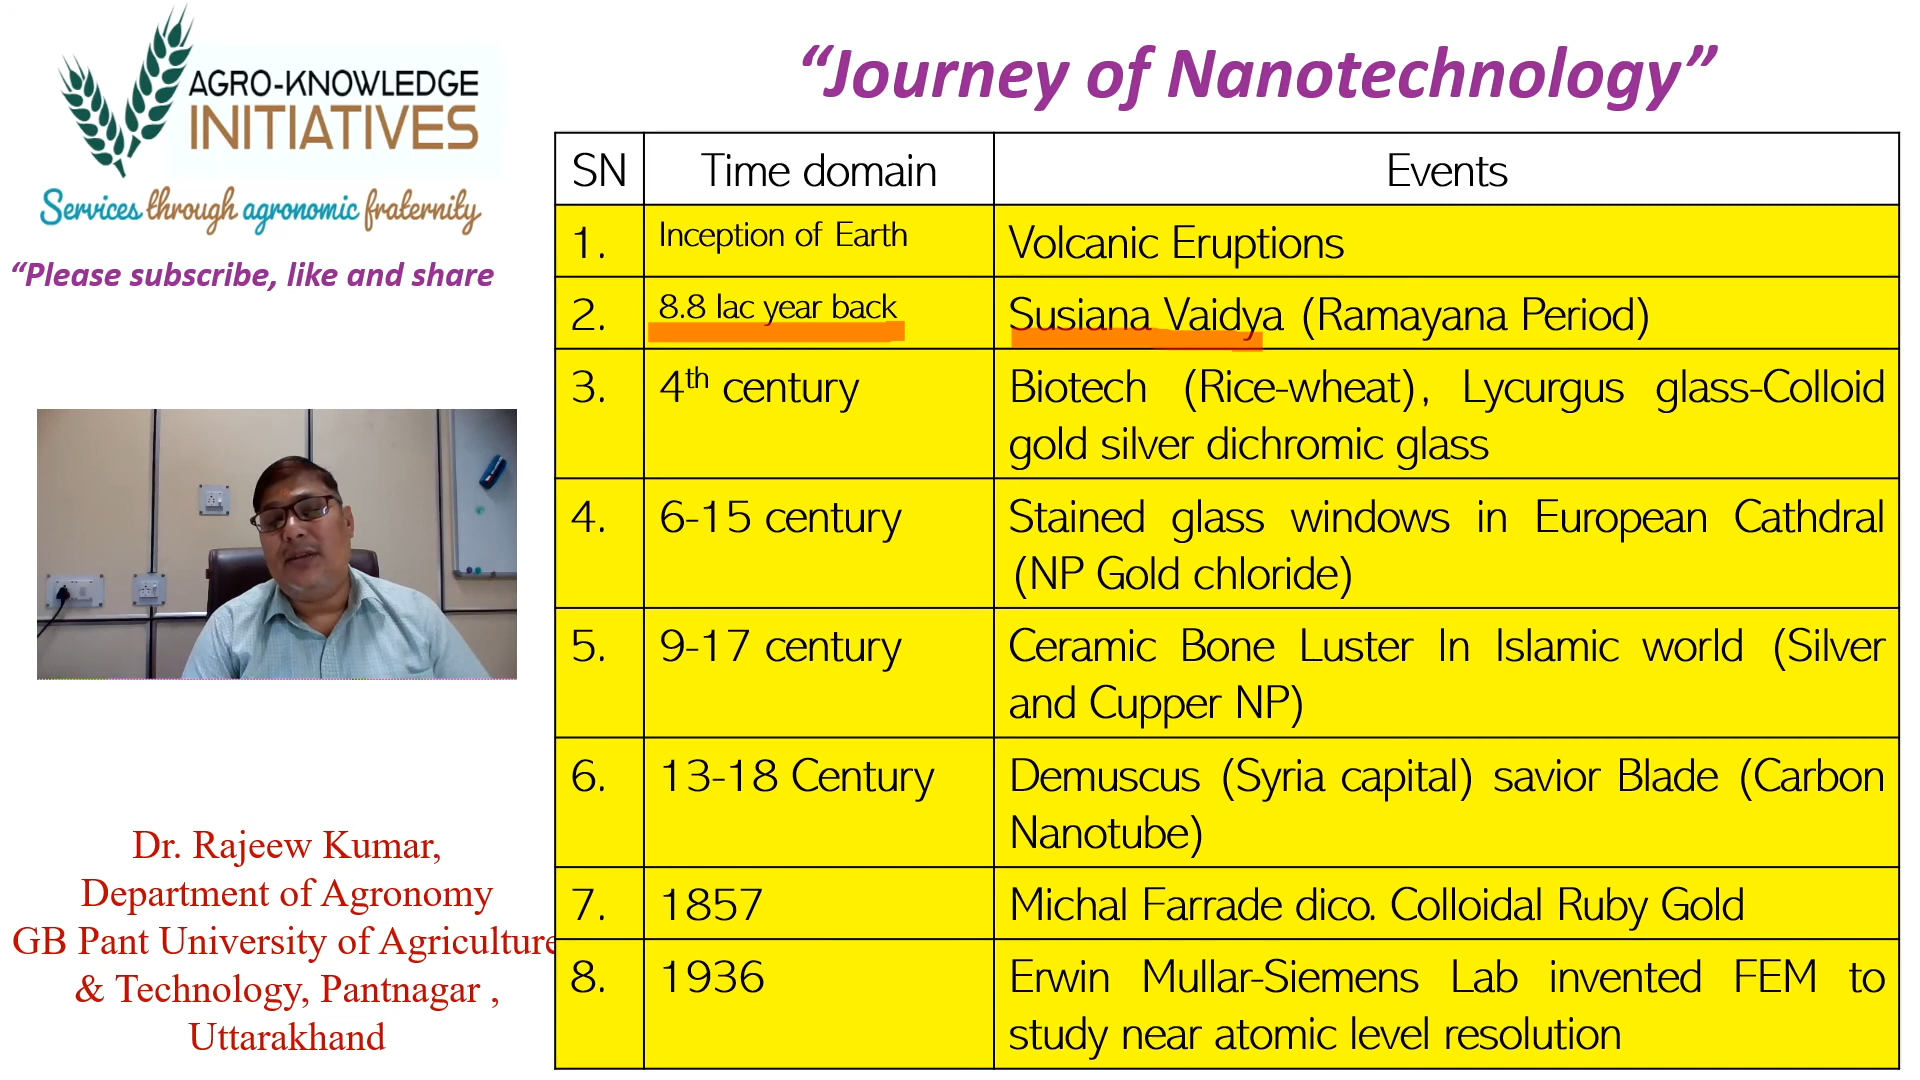 AGRO-KNOWLEDGE
INITIATIVES
Services through agronomic fraternity
“Please subscribe, like and share
Dr. Rajeew Kumar,
Department of Agronomy
GB Pant University of Agriculture
& Technology, Pantnagar ,
Uttarakhand
“Journey of Nanotechnology”
SN Time domain Events
1. Inception of Earth Volcanic Eruptions
2. 8.8 lac year back Susiana Vaidya (Ramayana Period)
3. 4th century Biotech (Rice-wheat), Lycurgus glass-Colloid
gold silver dichromic glass
4. 6-15 century Stained glass windows in European Cathdral
(NP Gold chloride)
5. 9-17 century Ceramic Bone Luster In Islamic world (Silver
and Cupper NP)
6. 13-18 Century Demuscus (Syria capital) savior Blade (Carbon
Nanotube)
7. 1857 Michal Farrade dico. Colloidal Ruby Gold
8. 1936 Erwin Mullar-Siemens Lab invented FEM to
study near atomic level resolution